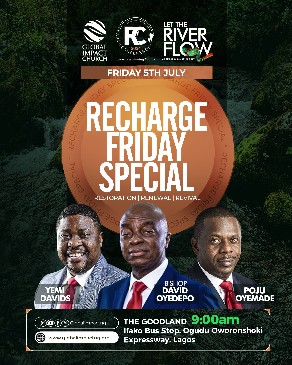 GLOBAL
IMPACT
CHURCH
RC
LET THE
RIVER
FLOW
FRIDAY 5TH JULY
RECHARGE
FRIDAY
SPECIAL
RESTORATION | RENEWAL | REVIVAL
YEMI
DAVIDS
BISHOP
DAVID
OYEDEPO
POJU
OYEMADE
THE GOODLAND 9:00am
Ifako Bus Stop, Ogudu Oworonshoki
Expressway, Lagos